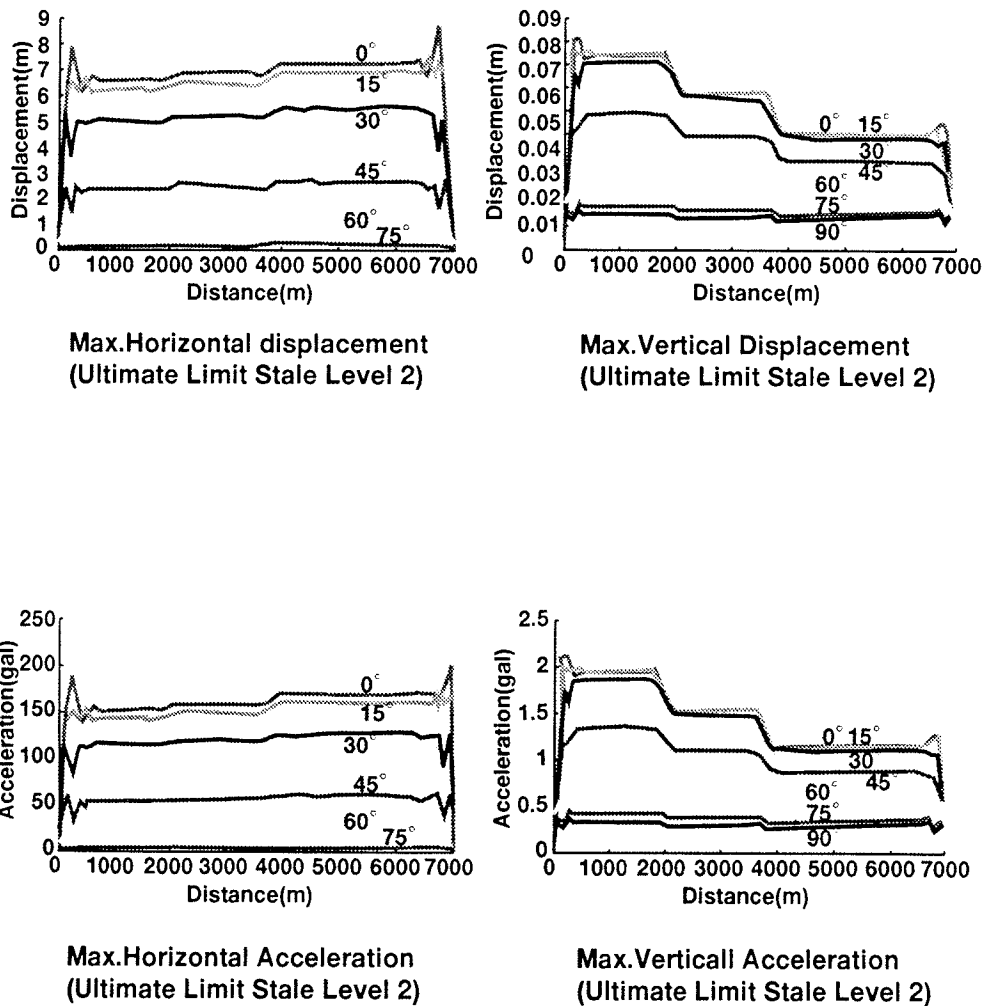 9
8
7
6
5
4
3
2
1
0
Displacement(m)
0°
15°
30°
45°
60°
75°
0 1000 2000 3000 4000 5000 6000 7000
Distance(m)
Max.Horizontal displacement
(Ultimate Limit Stale Level 2)
0.09
0.08
0.07
0.06
0.05
0.04
0.03
0.02
0.01
0
Displacement(m)
0° 15°
30
45°
60°
75°
90°
0 1000 2000 3000 4000 5000 6000 7000
Distance(m)
Max.Vertical Displacement
(Ultimate Limit Stale Level 2)
250
200
150
100
50
0
Acceleration(gal)
0°
15°
30°
45°
60°
75°
0 1000 2000 3000 4000 5000 6000 7000
Distance(m)
Max.Horizontal Acceleration
(Ultimate Limit Stale Level 2)
2.5
2
1.5
1
0.5
0
Acceleration(gal)
0° 15°
30
45°
60°
75°
90
0 1000 2000 3000 4000 5000 6000 7000
Distance(m)
Max.Verticall Acceleration
(Ultimate Limit Stale Level 2)